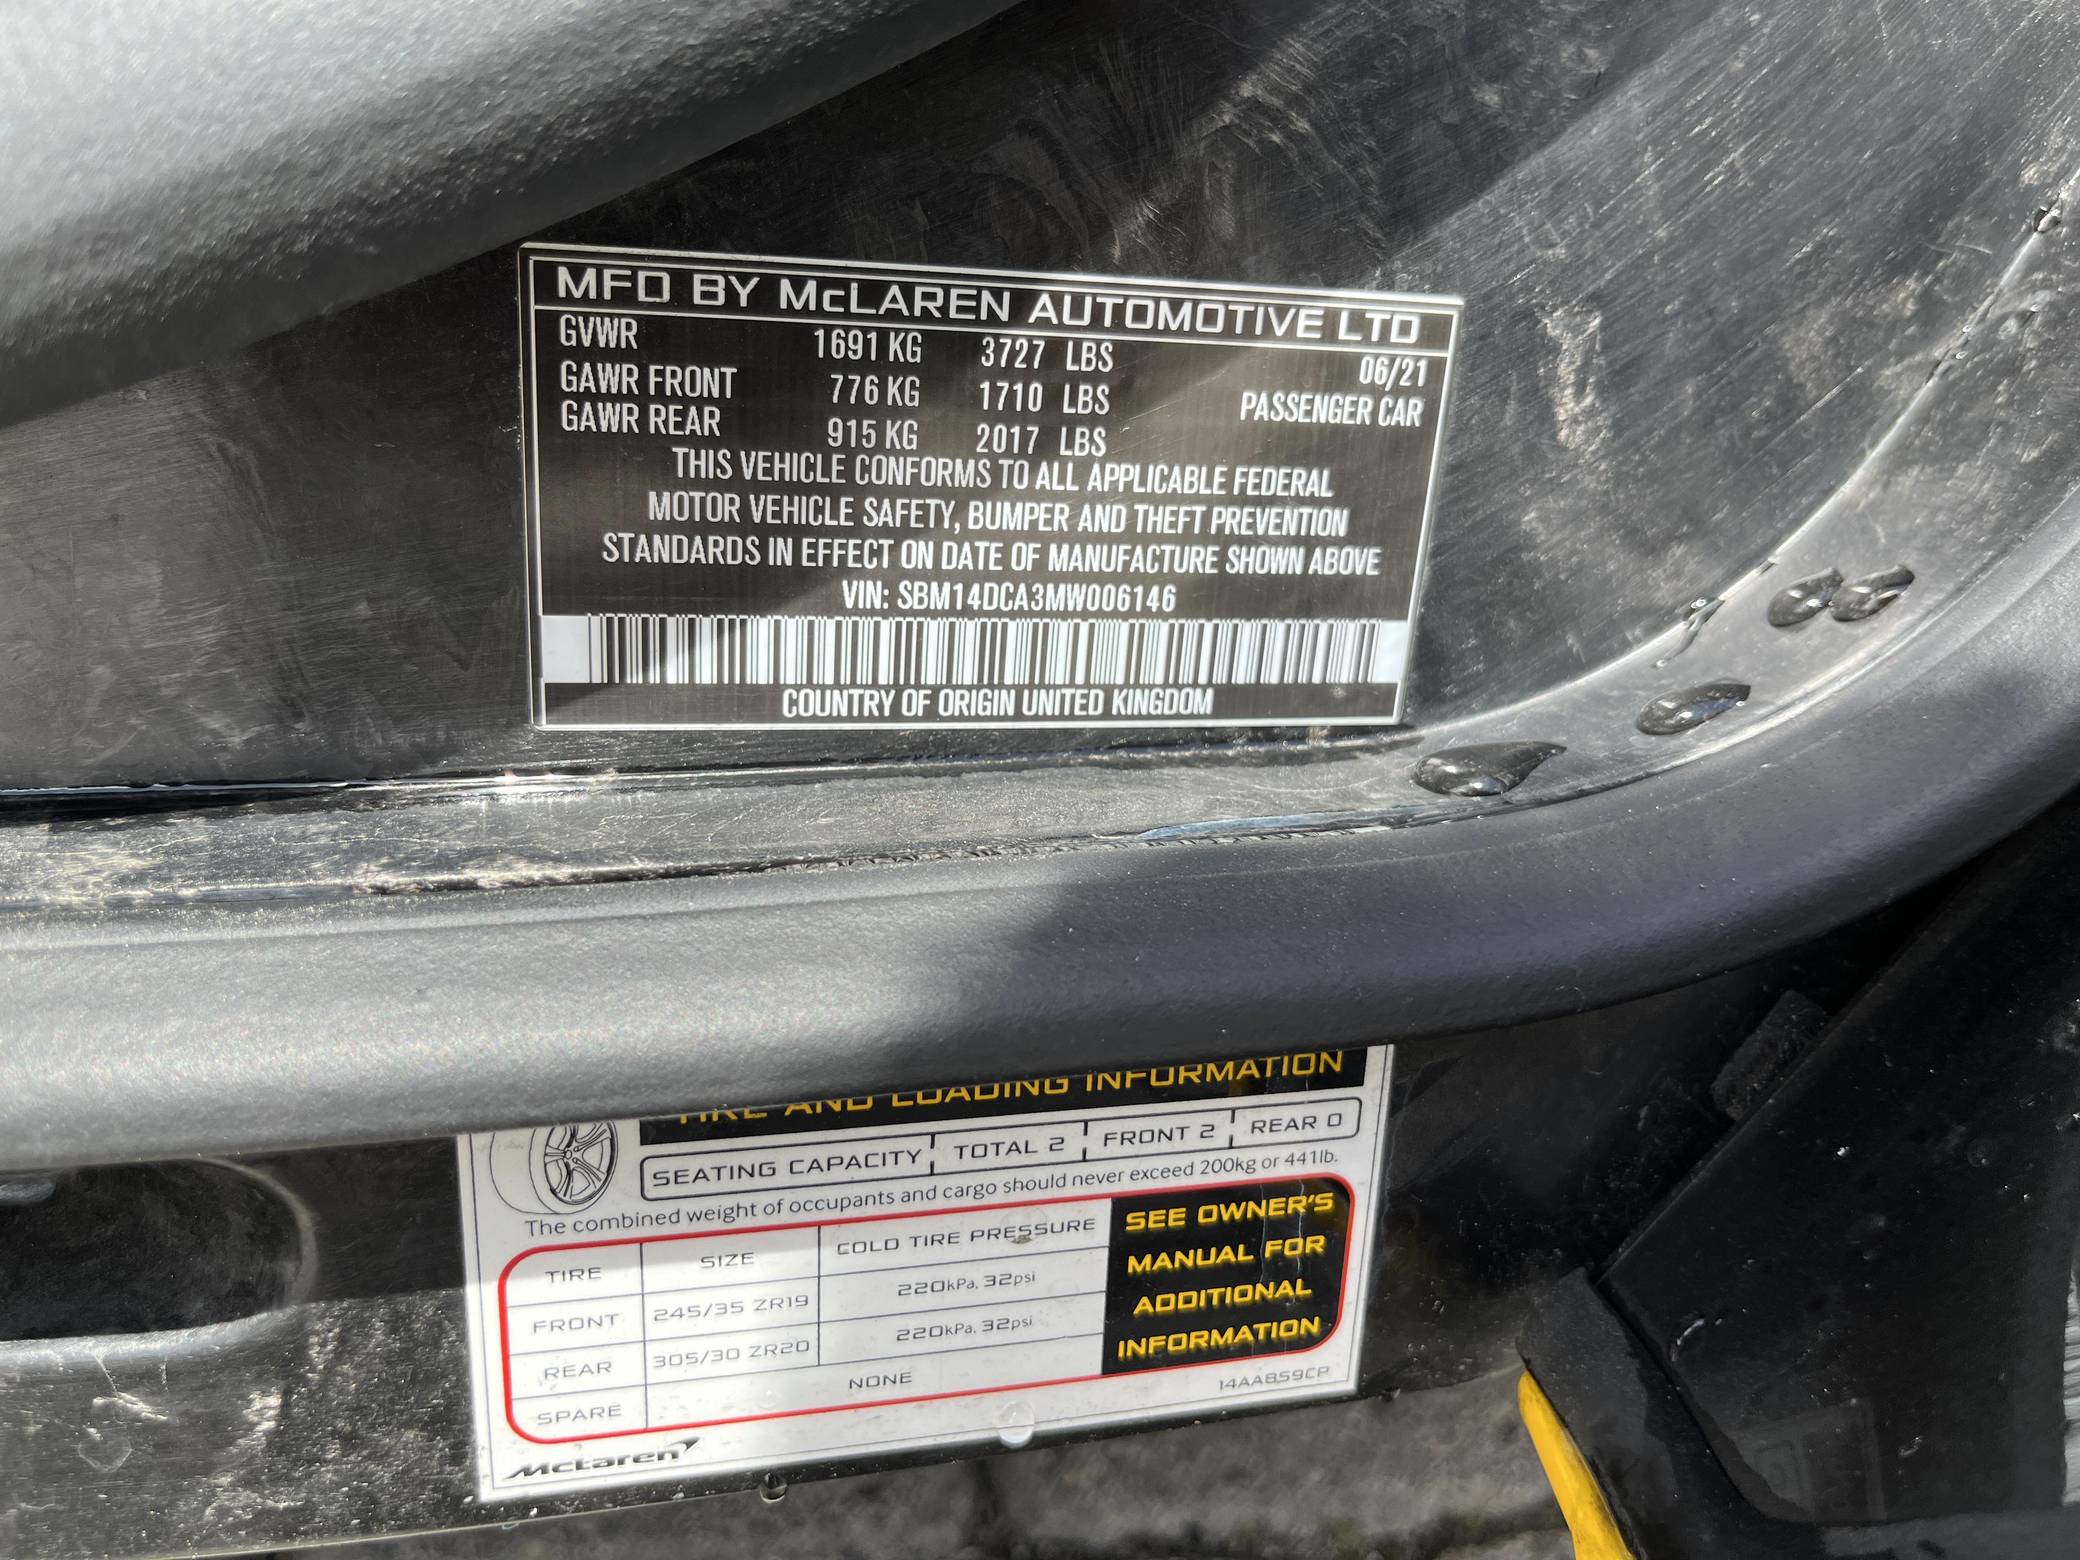 MFD BY McLAREN AUTOMOTIVE LTD
GVWR 1691 KG 3727 LBS 06/21
GAWR FRONT 776 KG 1710 LBS PASSENGER CAR
GAWR REAR 915 KG 2017 LBS
THIS VEHICLE CONFORMS TO ALL APPLICABLE FEDERAL
MOTOR VEHICLE SAFETY, BUMPER AND THEFT PREVENTION
STANDARDS IN EFFECT ON DATE OF MANUFACTURE SHOWN ABOVE
VIN: SBM14DCA3MW006146
COUNTRY OF ORIGIN UNITED KINGDOM
TIRE AND LOADING INFORMATION
SEATING CAPACITY TOTAL 2 FRONT 2 REAR 0
The combined weight of occupants and cargo should never exceed 200kg or 441lb.
TIRE SIZE COLD TIRE PRESSURE
FRONT 245/35 ZR19 220kPa, 32psi
REAR 305/30 ZR20 220kPa, 32psi
SPARE NONE
SEE OWNER'S
MANUAL FOR
ADDITIONAL
INFORMATION
14AA859CP
McLaren